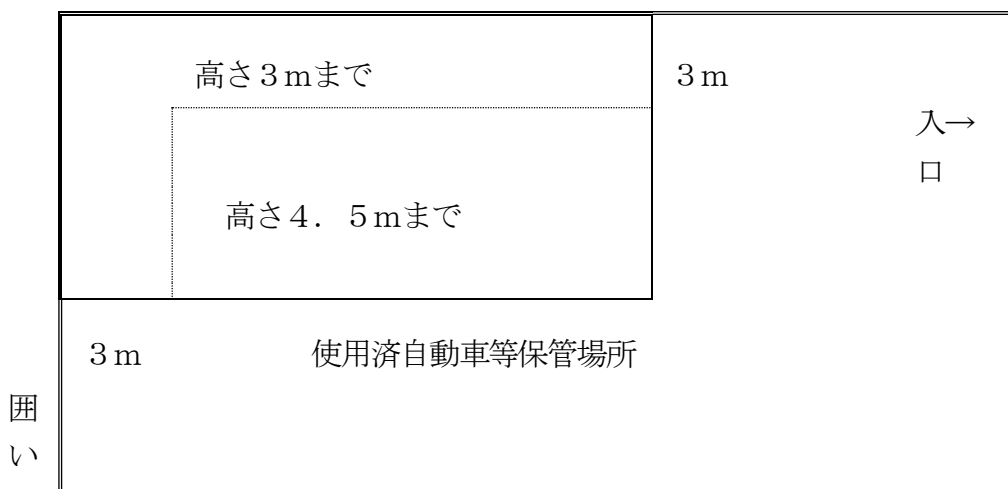 高さ3mまで
3m
入→
口
高さ4.5mまで
3m
使用済自動車等保管場所
囲
い